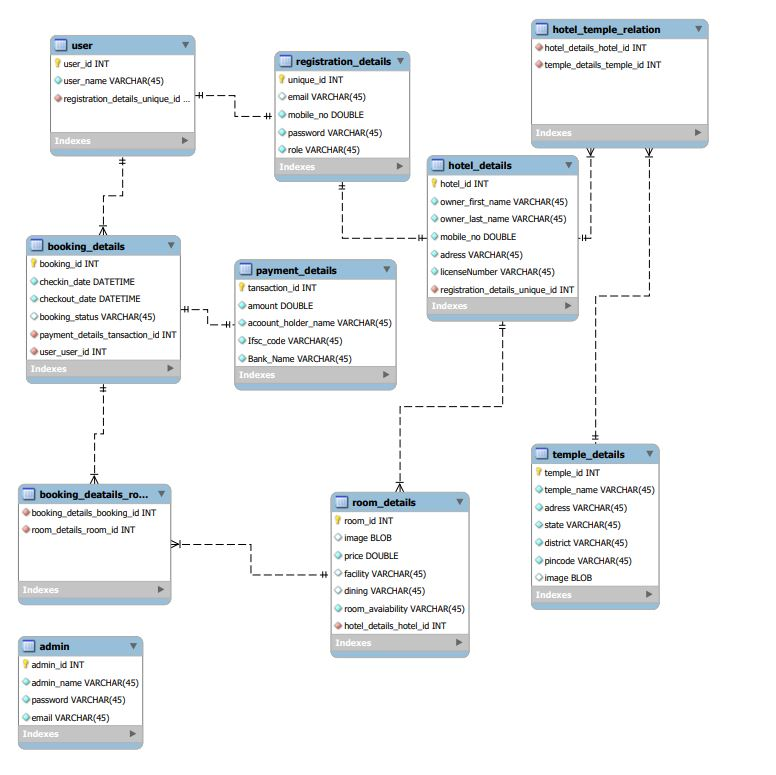 user
user_id INT
user_name VARCHAR(45)
registration_details_unique_id ...
Indexes
registration_details
unique_id INT
email VARCHAR(45)
mobile_no DOUBLE
password VARCHAR(45)
role VARCHAR(45)
Indexes
hotel_temple_relation
hotel_details_hotel_id INT
temple_details_temple_id INT
Indexes
hotel_details
hotel_id INT
owner_first_name VARCHAR(45)
owner_last_name VARCHAR(45)
mobile_no DOUBLE
adress VARCHAR(45)
licenseNumber VARCHAR(45)
registration_details_unique_id INT
Indexes
booking_details
booking_id INT
checkin_date DATETIME
checkout_date DATETIME
booking_status VARCHAR(45)
payment_details_tansaction_id INT
user_user_id INT
Indexes
payment_details
tansaction_id INT
amount DOUBLE
acoount_holder_name VARCHAR(45)
Ifsc_code VARCHAR(45)
Bank_Name VARCHAR(45)
Indexes
booking_deatails_ro...
booking_details_booking_id INT
room_details_room_id INT
Indexes
room_details
room_id INT
image BLOB
price DOUBLE
facility VARCHAR(45)
dining VARCHAR(45)
room_avaiability VARCHAR(45)
hotel_details_hotel_id INT
Indexes
temple_details
temple_id INT
temple_name VARCHAR(45)
adress VARCHAR(45)
state VARCHAR(45)
district VARCHAR(45)
pincode VARCHAR(45)
image BLOB
Indexes
admin
admin_id INT
admin_name VARCHAR(45)
password VARCHAR(45)
email VARCHAR(45)
Indexes